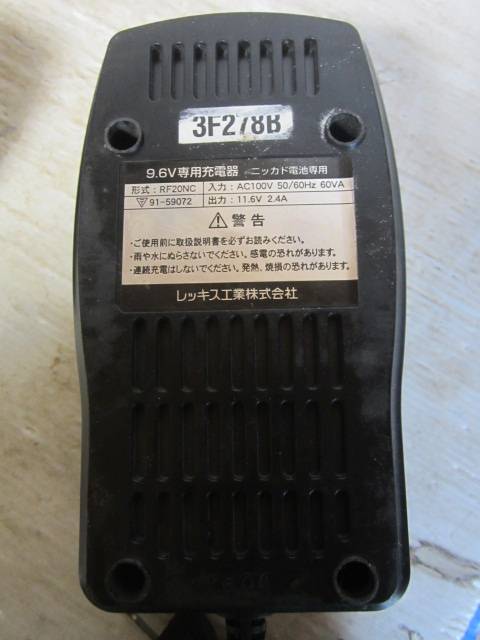 3F278B
9.6V専用充電器 ニッカド電池専用
形式：RF20NC 入力：AC100V 50/60Hz 60VA
91-59072 出力：11.6V 2.4A
警告
・ご使用前に取扱説明書を必ずお読みください。
・雨や水にぬらさないでください。感電の恐れがあります。
・連続充電はしないでください。発熱、焼損の恐れがあります。
レッキス工業株式会社